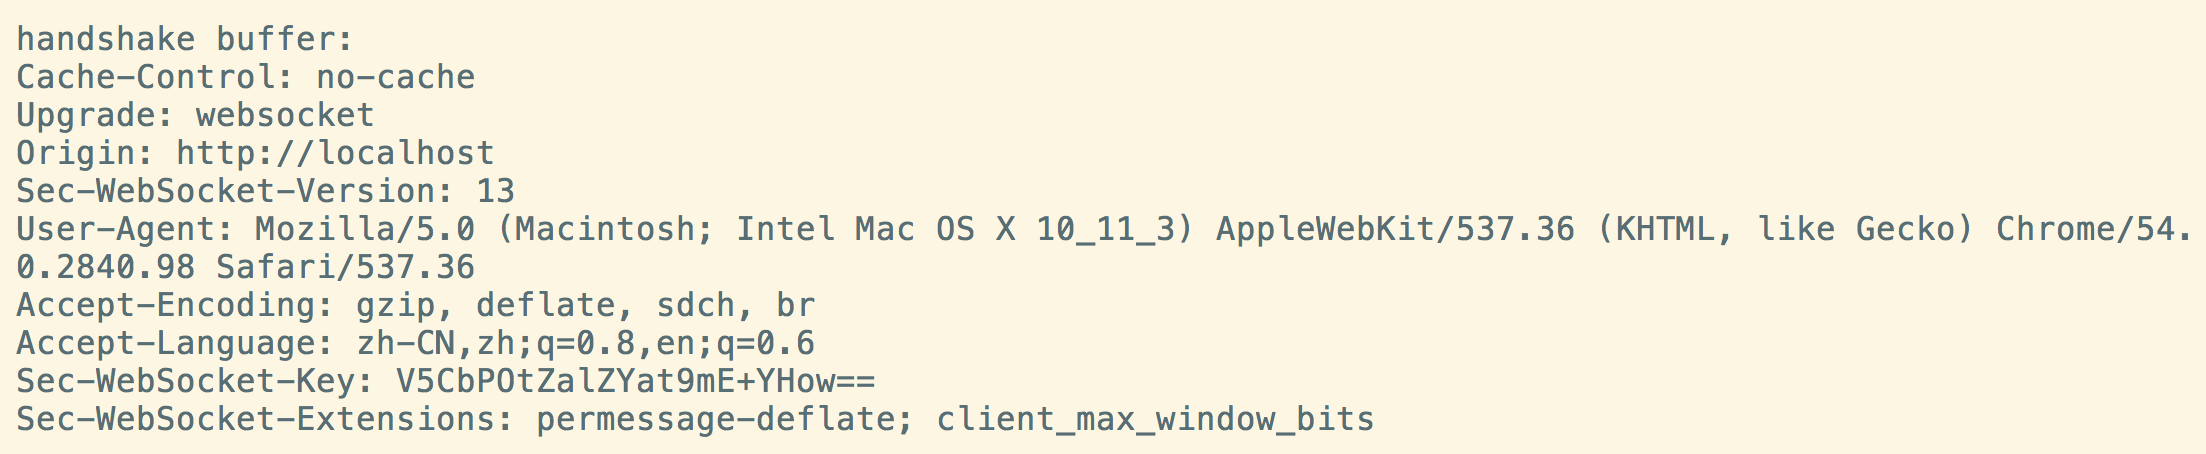 handshake buffer:
Cache-Control: no-cache
Upgrade: websocket
Origin: http://localhost
Sec-WebSocket-Version: 13
User-Agent: Mozilla/5.0 (Macintosh; Intel Mac OS X 10_11_3) AppleWebKit/537.36 (KHTML, like Gecko) Chrome/54.
0.2840.98 Safari/537.36
Accept-Encoding: gzip, deflate, sdch, br
Accept-Language: zh-CN,zh;q=0.8,en;q=0.6
Sec-WebSocket-Key: V5CbPOtZalZYat9mE+YHow==
Sec-WebSocket-Extensions: permessage-deflate; client_max_window_bits